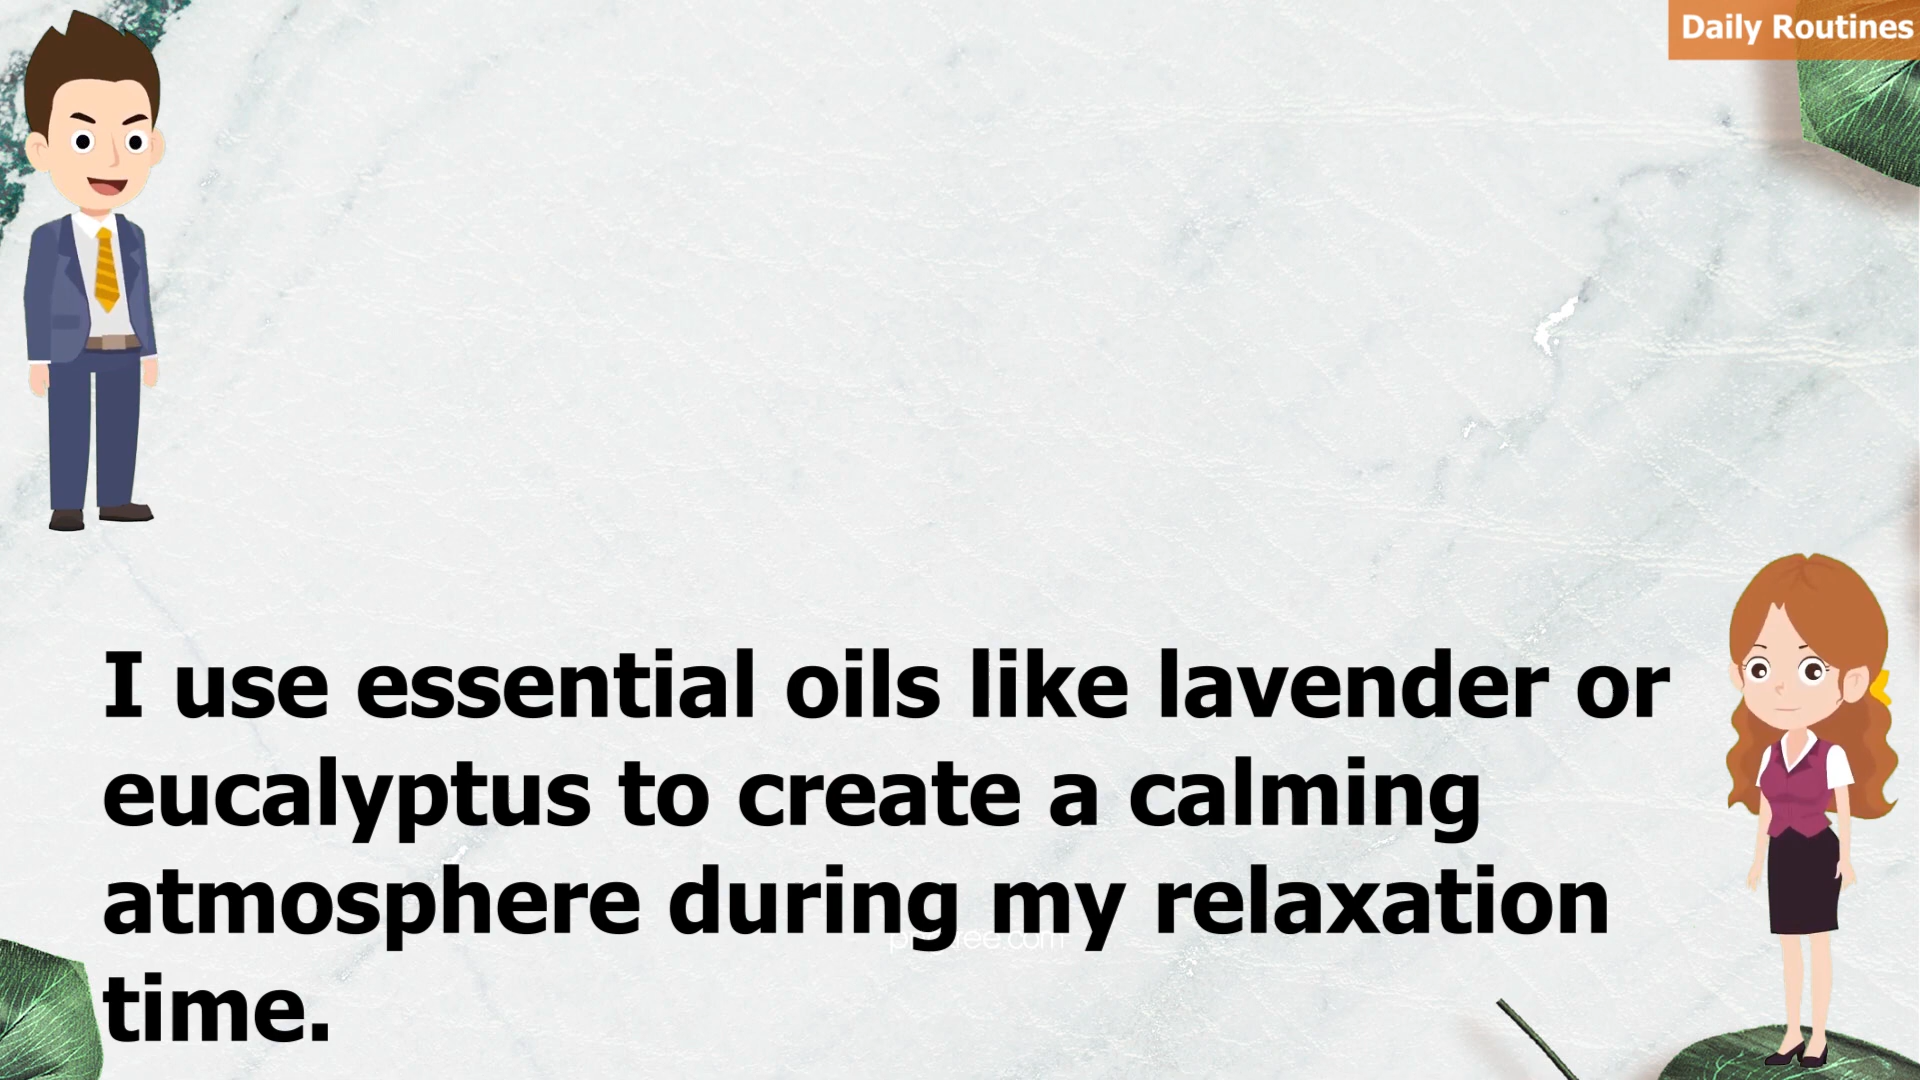 Daily Routines
I use essential oils like lavender or
eucalyptus to create a calming
atmosphere during my relaxation
time.